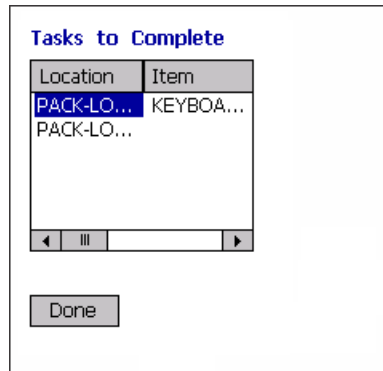 Tasks to Complete
Location Item
PACK-LO... KEYBOA...
PACK-LO...
Done